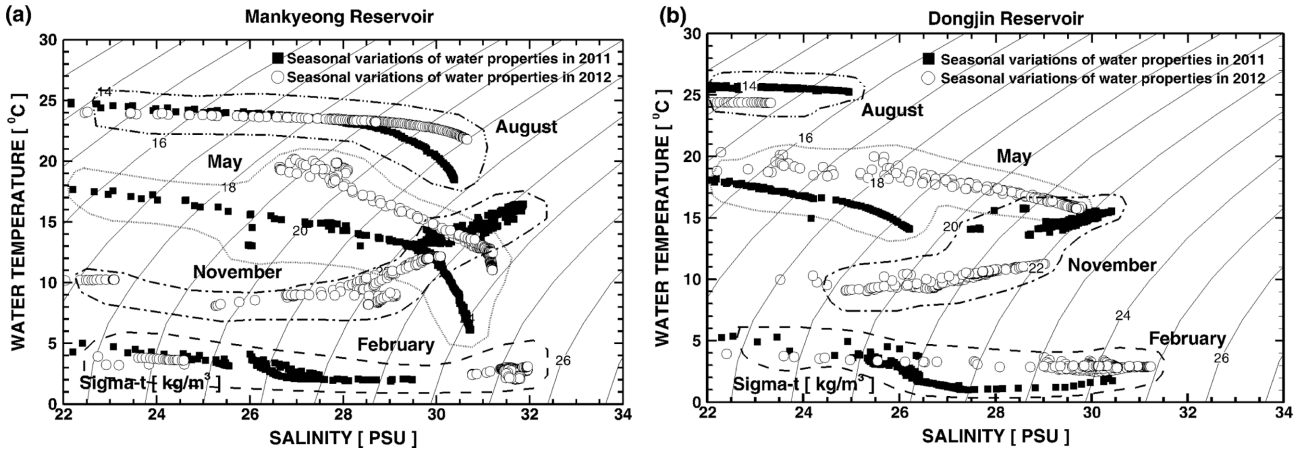 (a)
Mankyeong Reservoir
30
25
20
15
10
5
0
WATER TEMPERATURE [ ⁰C ]
Seasonal variations of water properties in 2011
Seasonal variations of water properties in 2012
14
August
16
May
18
20
November
February
26
Sigma-t [ kg/m³ ]
22 24 26 28 30 32 34
SALINITY [ PSU ]
(b)
Dongjin Reservoir
30
25
20
15
10
5
0
WATER TEMPERATURE [ ⁰C ]
Seasonal variations of water properties in 2011
Seasonal variations of water properties in 2012
14
August
16
May
18
20
November
22
24
February
26
Sigma-t [ kg/m³ ]
22 24 26 28 30 32 34
SALINITY [ PSU ]